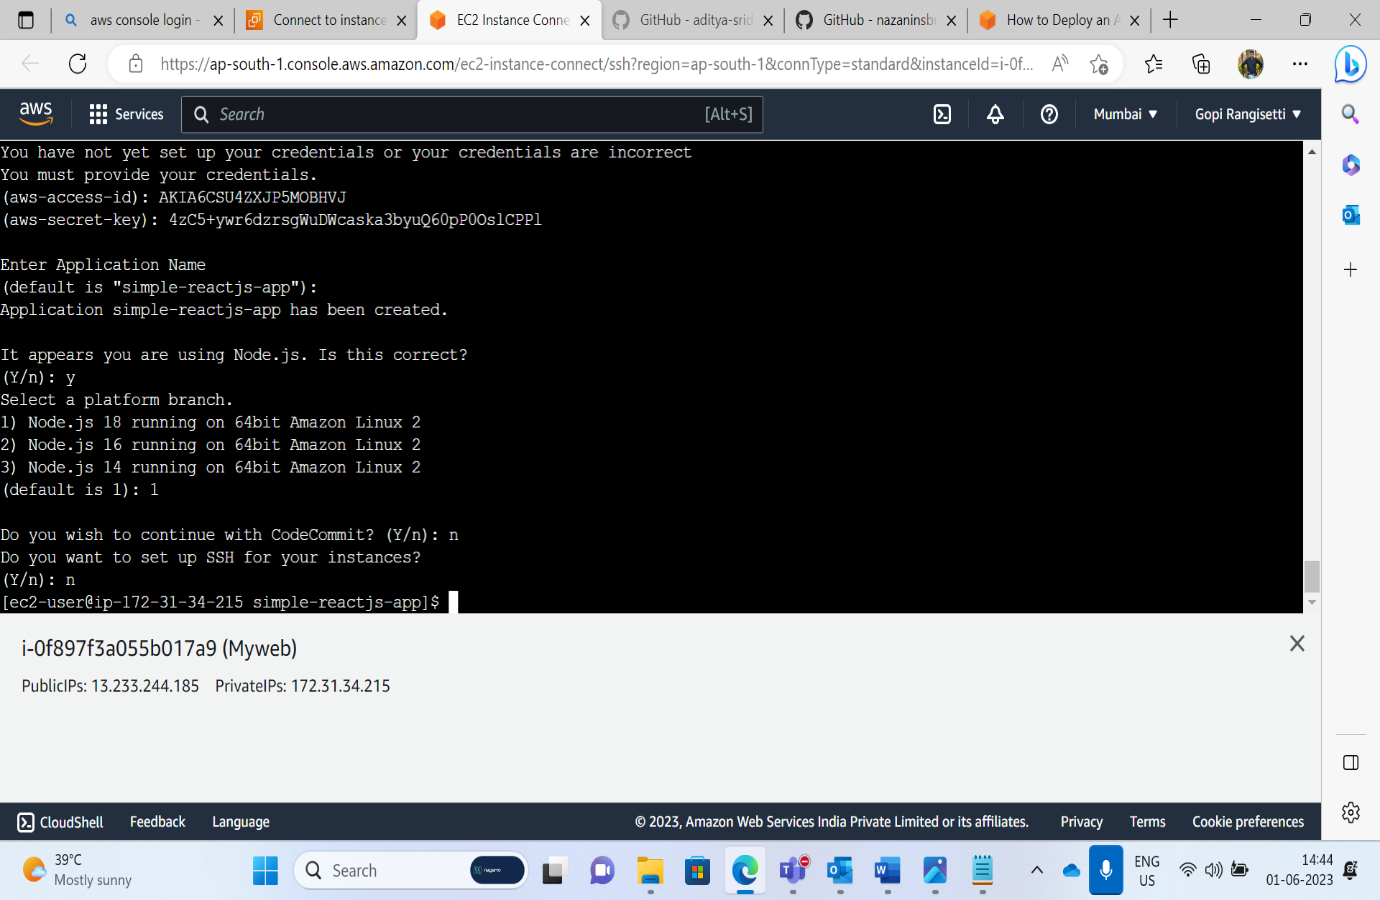 aws console login -
Connect to instance
EC2 Instance Conne
GitHub - aditya-srid
GitHub - nazaninsb
How to Deploy an A
https://ap-south-1.console.aws.amazon.com/ec2-instance-connect/ssh?region=ap-south-1&connType=standard&instanceId=i-0f...
aws
Services
Search
[Alt+S]
Mumbai
Gopi Rangisetti
You have not yet set up your credentials or your credentials are incorrect
You must provide your credentials.
(aws-access-id): AKIA6CSU4ZXJP5MOBHVJ
(aws-secret-key):
Enter Application Name
(default is "simple-reactjs-app"):
Application simple-reactjs-app has been created.
It appears you are using Node.js. Is this correct?
(Y/n): y
Select a platform branch.
1) Node.js 18 running on 64bit Amazon Linux 2
2) Node.js 16 running on 64bit Amazon Linux 2
3) Node.js 14 running on 64bit Amazon Linux 2
(default is 1): 1
Do you wish to continue with CodeCommit? (Y/n): n
Do you want to set up SSH for your instances?
(Y/n): n
[ec2-user@ip-172-31-34-215 simple-reactjs-app]$
i-0f897f3a055b017a9 (Myweb)
PublicIPs: 13.233.244.185 PrivateIPs: 172.31.34.215
CloudShell
Feedback
Language
© 2023, Amazon Web Services India Private Limited or its affiliates.
Privacy
Terms
Cookie preferences
39°C
Mostly sunny
Search
ENG
US
14:44
01-06-2023